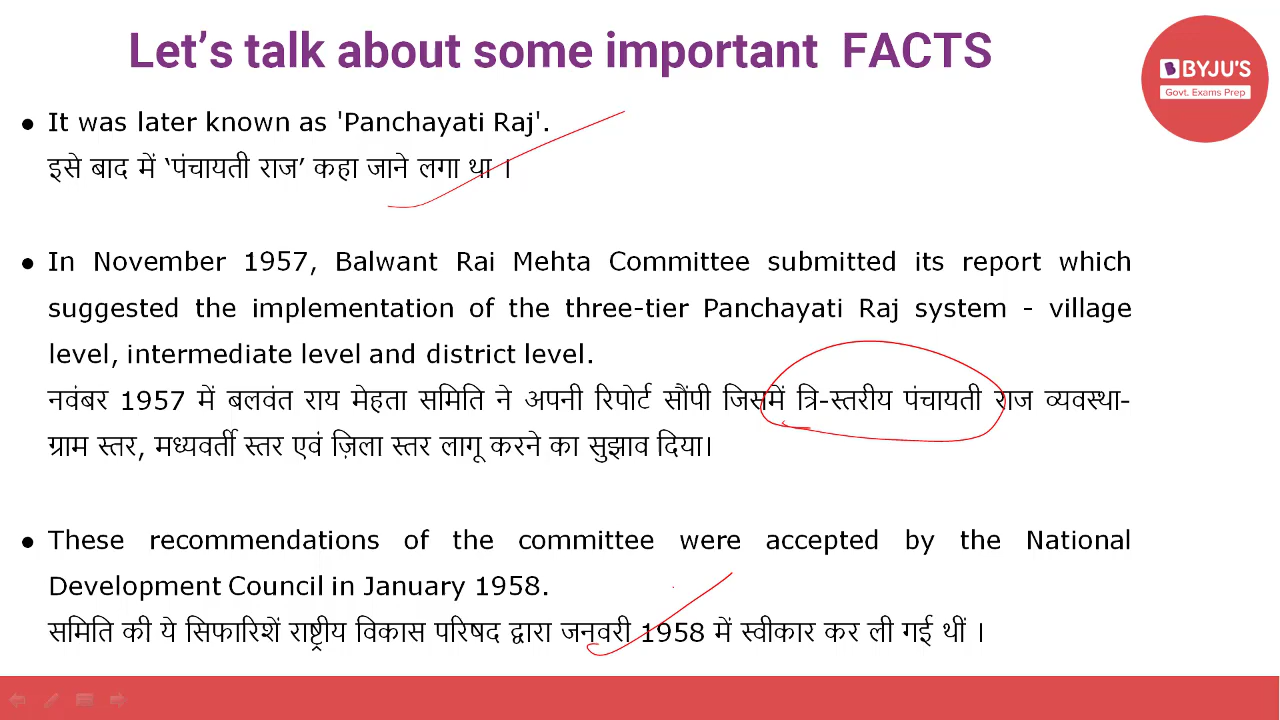 Let's talk about some important FACTS
BYJU'S
Govt. Exams Prep
● It was later known as 'Panchayati Raj'.
इसे बाद में 'पंचायती राज' कहा जाने लगा था ।
● In November 1957, Balwant Rai Mehta Committee submitted its report which
suggested the implementation of the three-tier Panchayati Raj system - village
level, intermediate level and district level.
नवंबर 1957 में बलवंत राय मेहता समिति ने अपनी रिपोर्ट सौंपी जिसमें त्रि-स्तरीय पंचायती राज व्यवस्था-
ग्राम स्तर, मध्यवर्ती स्तर एवं ज़िला स्तर लागू करने का सुझाव दिया।
● These recommendations of the committee were accepted by the National
Development Council in January 1958.
समिति की ये सिफारिशें राष्ट्रीय विकास परिषद द्वारा जनवरी 1958 में स्वीकार कर ली गई थीं ।